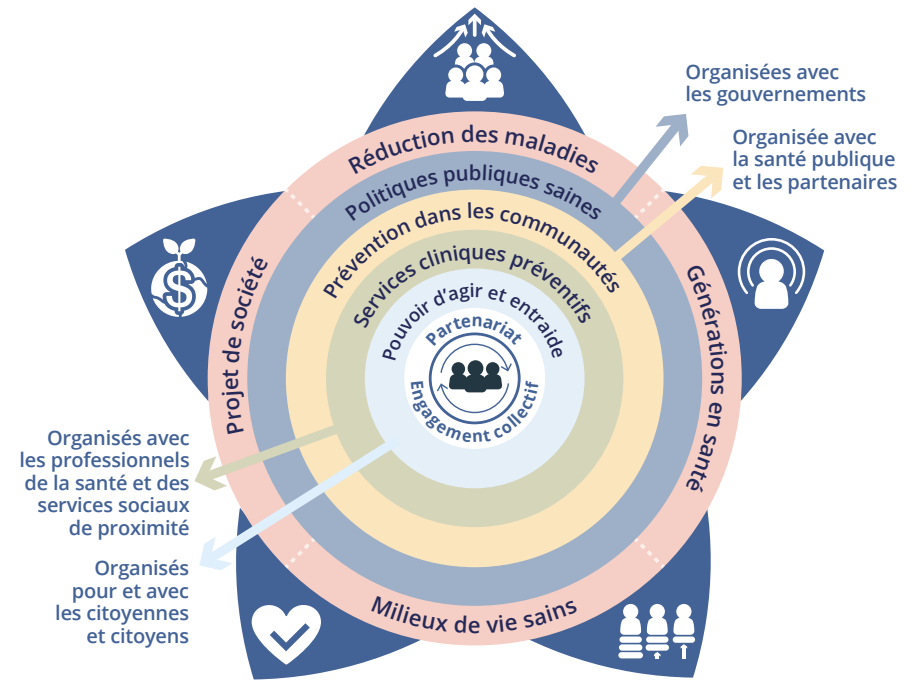 Organisées avec
les gouvernements
Organisée avec
la santé publique
et les partenaires
Réduction des maladies
Politiques publiques saines
Prévention dans les communautés
Services cliniques préventifs
Pouvoir d'agir et entraide
Partenariat
Engagement collectif
Projet de société
Générations en santé
Milieux de vie sains
Organisés avec
les professionnels
de la santé et des
services sociaux
de proximité
Organisés
pour et avec
les citoyennes
et citoyens